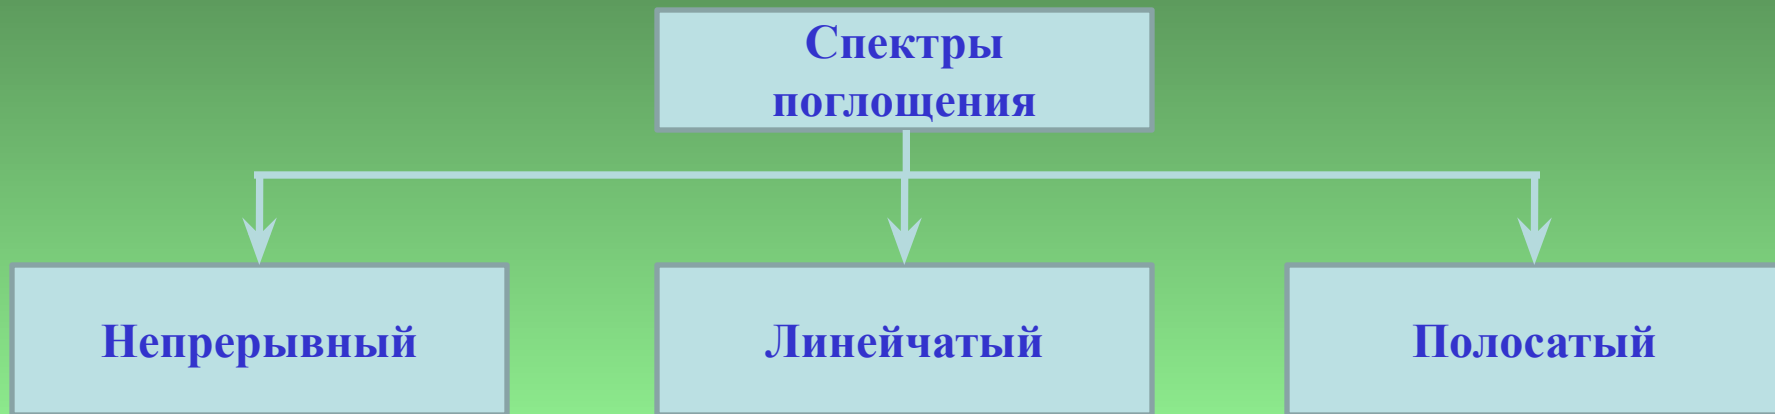 Спектры
поглощения
Непрерывный
Линейчатый
Полосатый